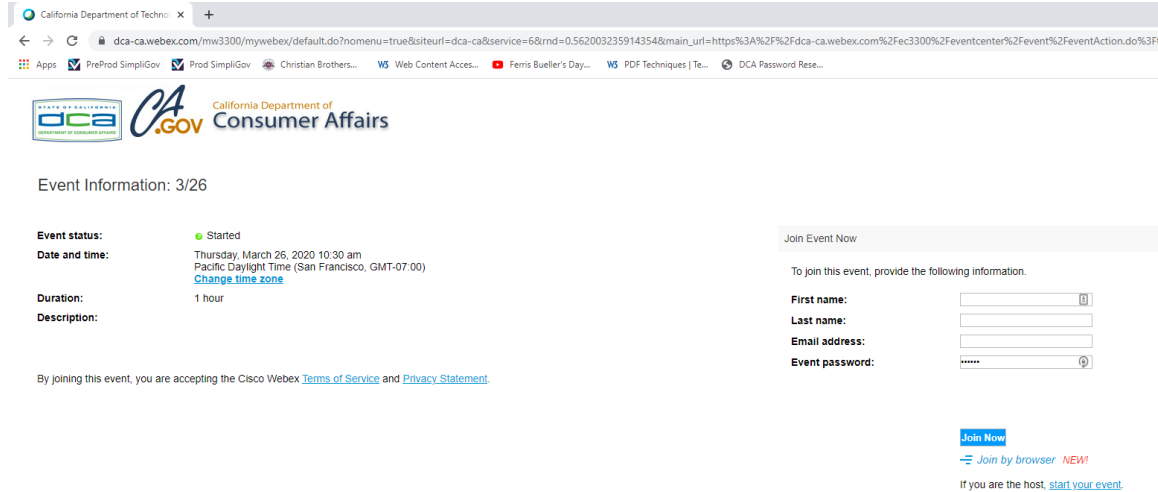 California Department of Techno
dca-ca.webex.com/mw3300/mywebex/default.do?nomenu=true&siteurl=dca-ca&service=6&rnd=0.562003235914354&main_url=https%3A%2F%2Fdca-ca.webex.com%2Fec3300%2Feventcenter%2Fevent%2FeventAction.do%3F
Apps PreProd SimpliGov Prod SimpliGov Christian Brothers... Web Content Acces... Ferris Bueller's Day... PDF Techniques | Te... DCA Password Rese...
STATE OF CALIFORNIA
dca
DEPARTMENT OF CONSUMER AFFAIRS
CA.GOV
California Department of
Consumer Affairs
Event Information: 3/26
Event status: Started
Date and time: Thursday, March 26, 2020 10:30 am
Pacific Daylight Time (San Francisco, GMT-07:00)
Change time zone
Duration: 1 hour
Description:
By joining this event, you are accepting the Cisco Webex Terms of Service and Privacy Statement.
Join Event Now
To join this event, provide the following information.
First name:
Last name:
Email address:
Event password: ••••••
Join Now
Join by browser NEW!
If you are the host, start your event.